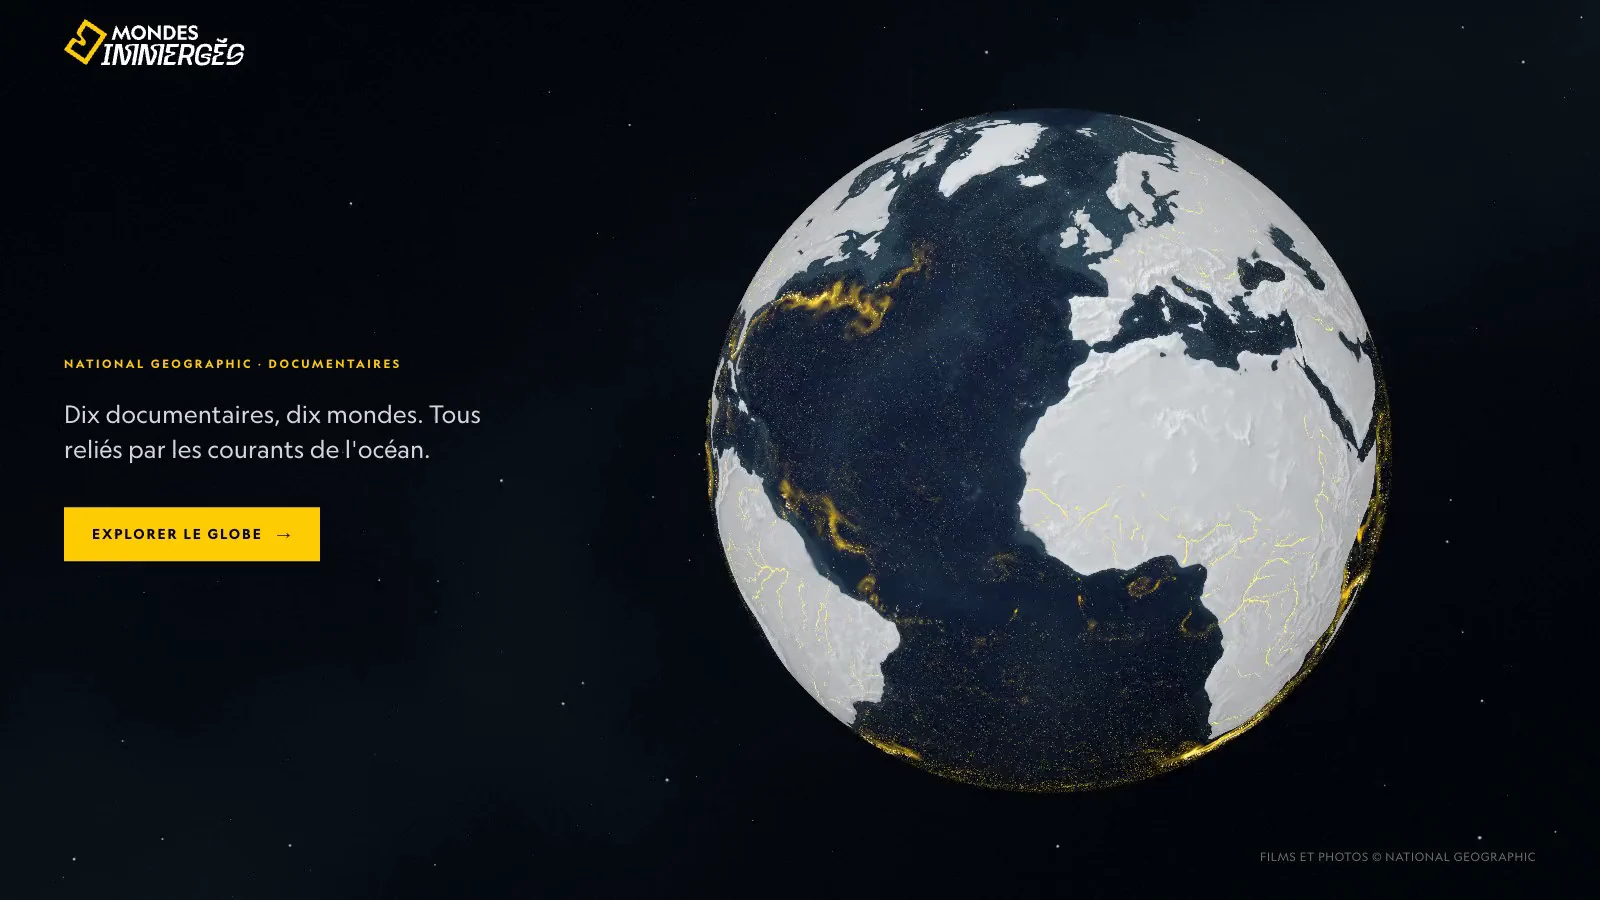 MONDES
IMMERGÉS
NATIONAL GEOGRAPHIC · DOCUMENTAIRES
Dix documentaires, dix mondes. Tous
reliés par les courants de l'océan.
EXPLORER LE GLOBE →
FILMS ET PHOTOS © NATIONAL GEOGRAPHIC